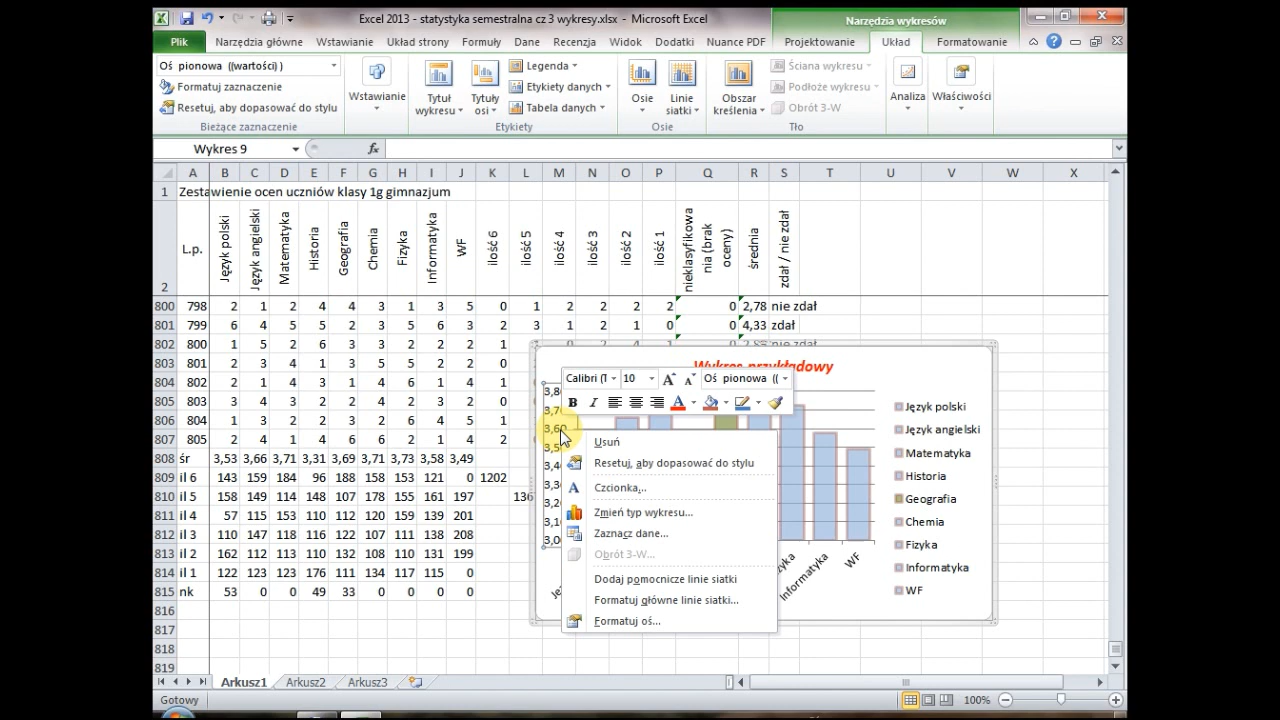 Excel 2013 - statystyka semestralna cz 3 wykresy.xlsx - Microsoft Excel
Narzędzia wykresów
Plik Narzędzia główne Wstawianie Układ strony Formuły Dane Recenzja Widok Dodatki Nuance PDF Projektowanie Układ Formatowanie
Oś pionowa ((wartości) )
Formatuj zaznaczenie
Resetuj, aby dopasować do stylu
Bieżące zaznaczenie
Wstawianie
Tytuł wykresu
Tytuły osi
Legenda
Etykiety danych
Tabela danych
Etykiety
Osie
Linie siatki
Osie
Obszar kreślenia
Ściana wykresu
Podłoże wykresu
Obrót 3-W
Tło
Analiza
Właściwości
Wykres 9
fx
A B C D E F G H I J K L M N O P Q R S T U V W X
1 Zestawienie ocen uczniów klasy 1g gimnazjum
2 L.p. Język polski Język angielski Matematyka Historia Geografia Chemia Fizyka Informatyka WF ilość 6 ilość 5 ilość 4 ilość 3 ilość 2 ilość 1 nieklasyfikowa nia (brak oceny) średnia zdał / nie zdał
800 798 2 1 2 4 4 3 1 3 5 0 1 2 2 2 2 0 2,78 nie zdał
801 799 6 4 5 5 2 3 5 6 3 2 3 1 2 1 0 0 4,33 zdał
802 800 1 5 2 6 3 3 2 2 2 1
803 801 2 3 4 1 3 5 2 2 2 0
804 802 2 1 4 3 1 4 6 1 4 1
805 803 3 4 3 2 2 4 2 3 2 0
806 804 1 3 2 2 3 2 6 4 5 1
807 805 2 4 1 4 6 6 1 5 2 2
808 śr 3,53 3,66 3,71 3,31 3,69 3,71 3,73 3,58 3,49
809 il 6 143 159 184 96 188 158 153 121 0 1202
810 il 5 158 149 114 148 107 178 155 161 197
811 il 4 57 115 153 110 112 120 159 139 201
812 il 3 110 147 118 116 122 107 111 138 208
813 il 2 162 112 113 110 132 108 110 131 199
814 il 1 122 123 123 176 111 134 117 115 0
815 nk 53 0 0 49 33 0 0 0 0
816
817
818
819
Wykres przykładowy
Calibri (T 10 Oś pionowa ((
B I A
Usuń
Resetuj, aby dopasować do stylu
Czcionka...
Zmień typ wykresu...
Zaznacz dane...
Obrót 3-W...
Dodaj pomocnicze linie siatki
Formatuj główne linie siatki...
Formatuj oś...
Informatyka
WF
Język polski
Język angielski
Matematyka
Historia
Geografia
Chemia
Fizyka
Informatyka
WF
Arkusz1 Arkusz2 Arkusz3
Gotowy
100%